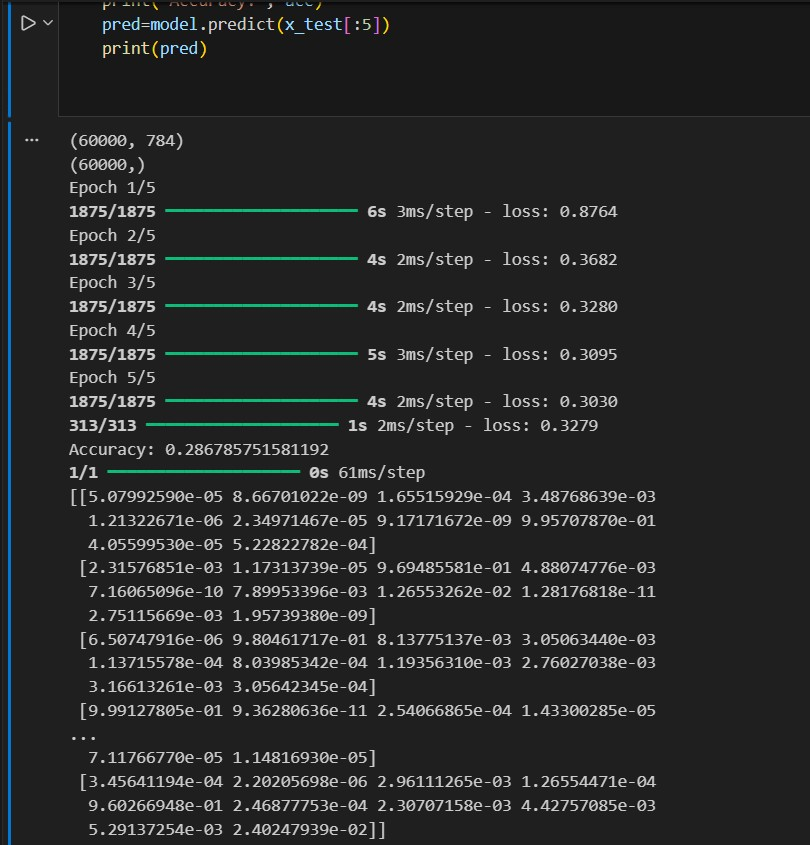 print("Accuracy:", acc)
pred=model.predict(x_test[:5])
print(pred)
(60000, 784)
(60000,)
Epoch 1/5
1875/1875 6s 3ms/step - loss: 0.8764
Epoch 2/5
1875/1875 4s 2ms/step - loss: 0.3682
Epoch 3/5
1875/1875 4s 2ms/step - loss: 0.3280
Epoch 4/5
1875/1875 5s 3ms/step - loss: 0.3095
Epoch 5/5
1875/1875 4s 2ms/step - loss: 0.3030
313/313 1s 2ms/step - loss: 0.3279
Accuracy: 0.286785751581192
1/1 0s 61ms/step
[[5.07992590e-05 8.66701022e-09 1.65515929e-04 3.48768639e-03
1.21322671e-06 2.34971467e-05 9.17171672e-09 9.95707870e-01
4.05599530e-05 5.22822782e-04]
[2.31576851e-03 1.17313739e-05 9.69485581e-01 4.88074776e-03
7.16065096e-10 7.89953396e-03 1.26553262e-02 1.28176818e-11
2.75115669e-03 1.95739380e-09]
[6.50747916e-06 9.80461717e-01 8.13775137e-03 3.05063440e-03
1.13715578e-04 8.03985342e-04 1.19356310e-03 2.76027038e-03
3.16613261e-03 3.05642345e-04]
[9.99127805e-01 9.36280636e-11 2.54066865e-04 1.43300285e-05
...
7.11766770e-05 1.14816930e-05]
[3.45641194e-04 2.20205698e-06 2.96111265e-03 1.26554471e-04
9.60266948e-01 2.46877753e-04 2.30707158e-03 4.42757085e-03
5.29137254e-03 2.40247939e-02]]